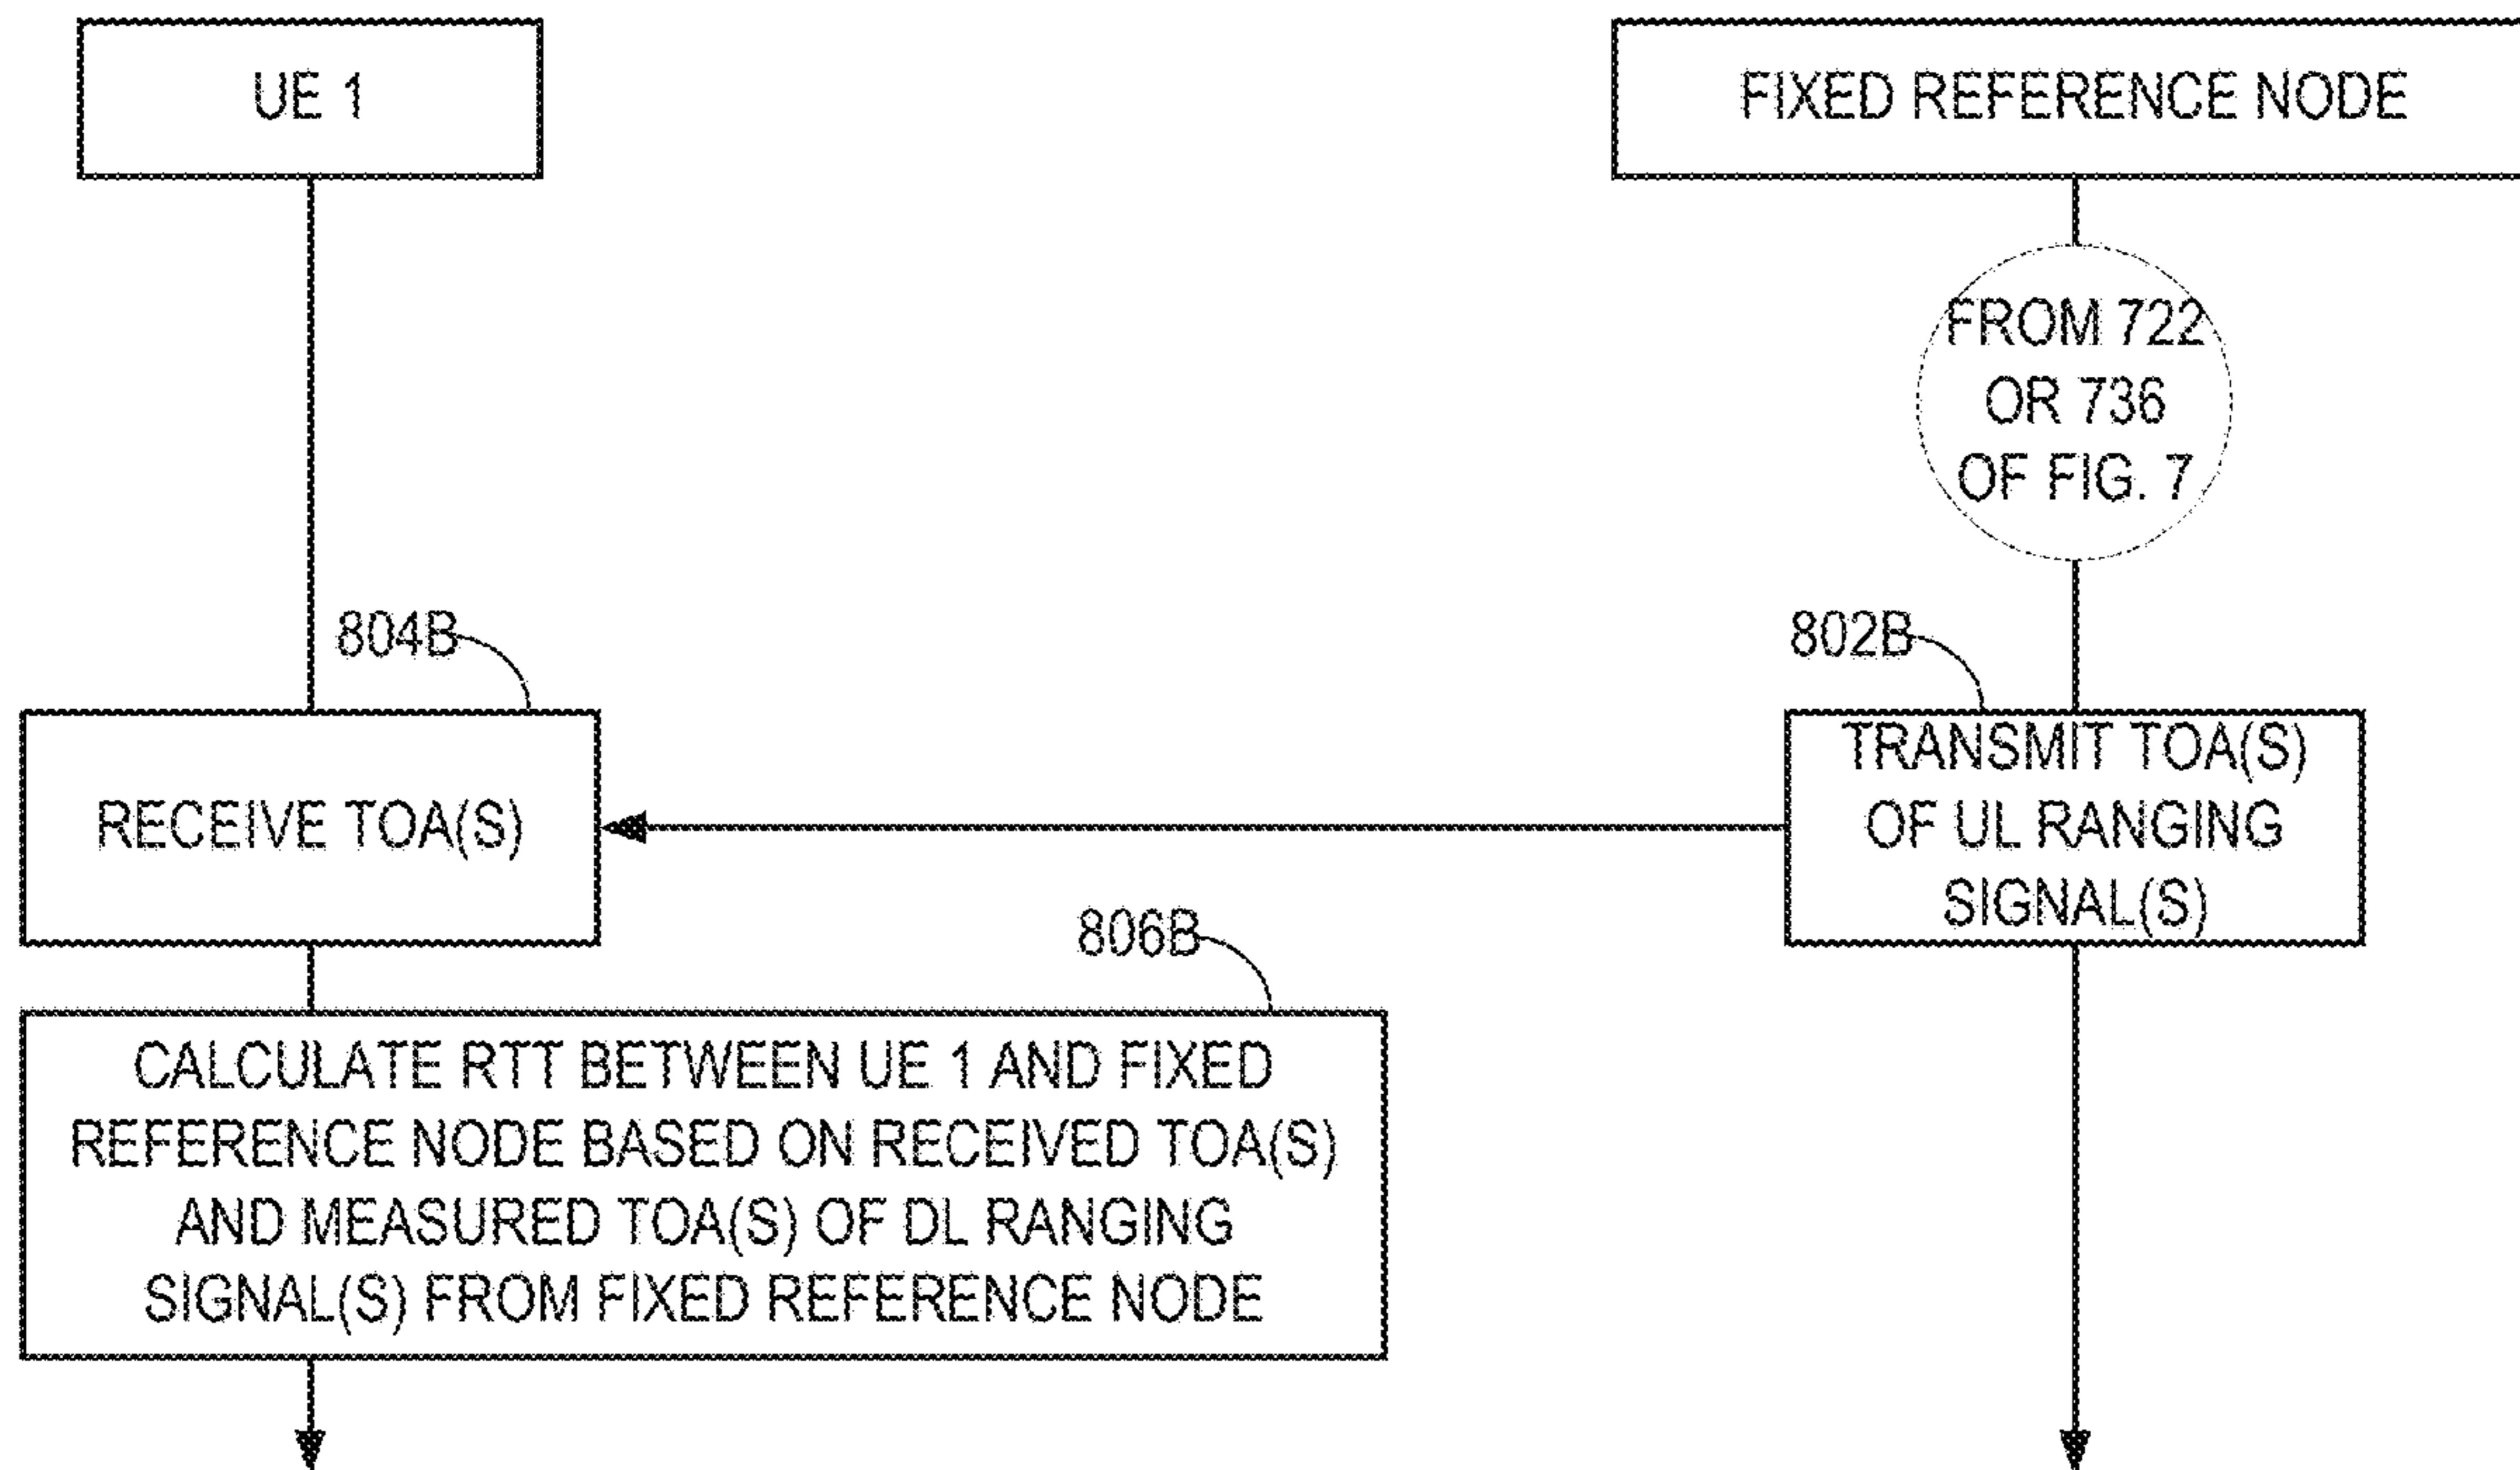 UE 1
FIXED REFERENCE NODE
FROM 722
OR 736
OF FIG. 7
804B
802B
RECEIVE TOA(S)
TRANSMIT TOA(S)
OF UL RANGING
SIGNAL(S)
806B
CALCULATE RTT BETWEEN UE 1 AND FIXED
REFERENCE NODE BASED ON RECEIVED TOA(S)
AND MEASURED TOA(S) OF DL RANGING
SIGNAL(S) FROM FIXED REFERENCE NODE